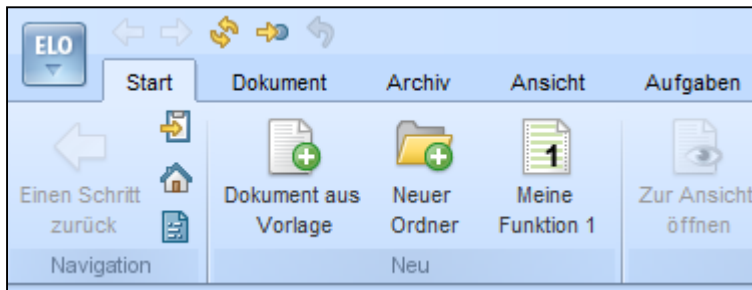 ELO
Start Dokument Archiv Ansicht Aufgaben
Einen Schritt zurück
Dokument aus Vorlage
Neuer Ordner
1
Meine Funktion 1
Zur Ansicht öffnen
Navigation
Neu